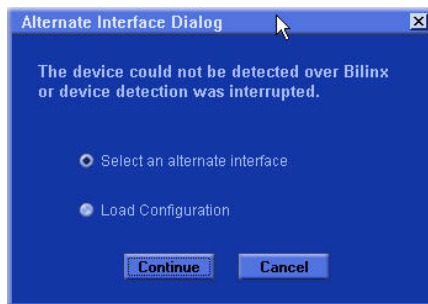 Alternate Interface Dialog
The device could not be detected over Bilinx
or device detection was interrupted.
Select an alternate interface
Load Configuration
Continue Cancel